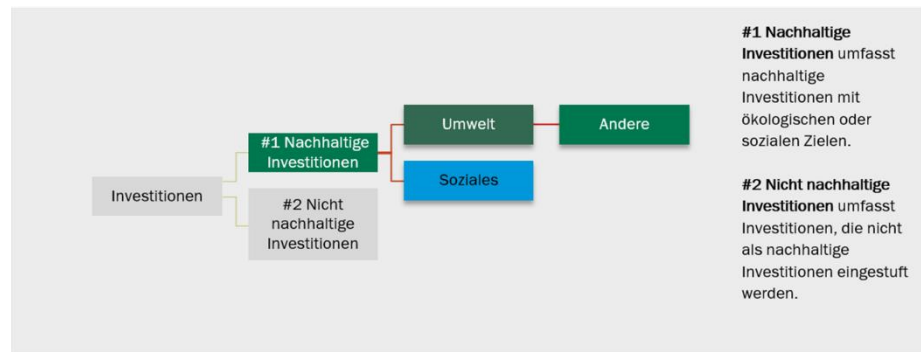 Investitionen
#1 Nachhaltige
Investitionen
#2 Nicht
nachhaltige
Investitionen
Umwelt
Soziales
Andere
#1 Nachhaltige
Investitionen umfasst
nachhaltige
Investitionen mit
ökologischen oder
sozialen Zielen.
#2 Nicht nachhaltige
Investitionen umfasst
Investitionen, die nicht
als nachhaltige
Investitionen eingestuft
werden.